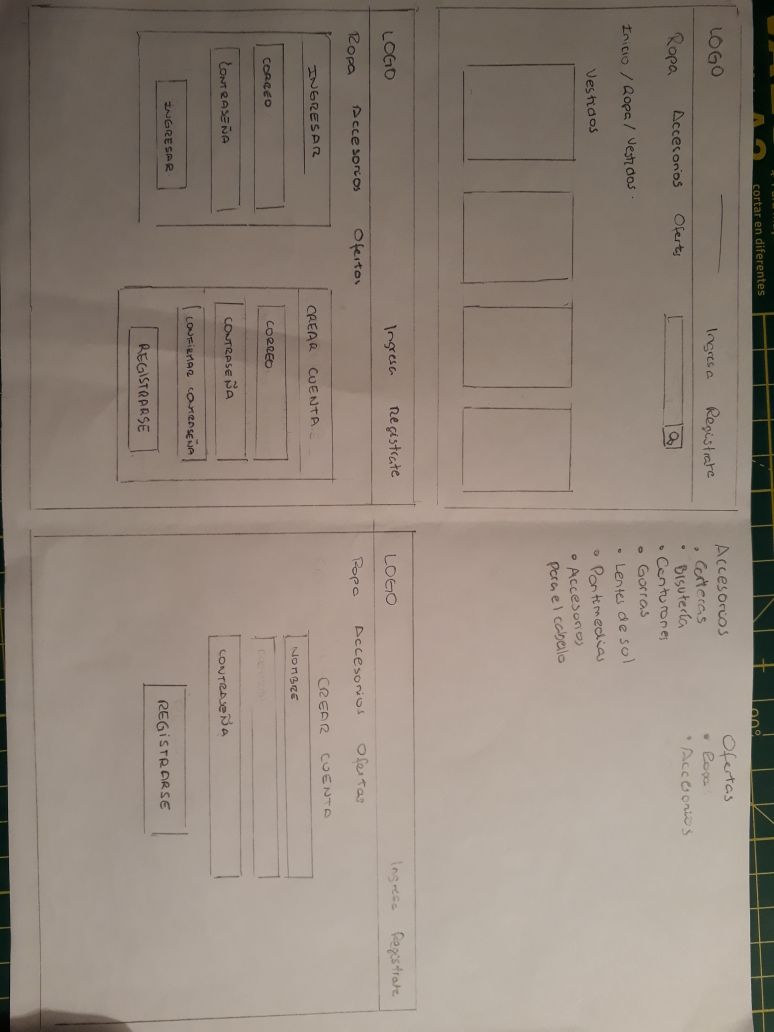 LOGO
Ingresa Registrate
Ropa Accesorios Oferts
Inicio / Ropa / Vestidos.
Vestidos
Accesorios
• Carteras
• Bisutería
• Cinturones
• Gorras
• Lentes de sol
• Pantimedias
• Accesorios
para el cabello
Ofertas
• Ropa
• Accesorios
LOGO
Ingresa Registrate
Ropa Accesorios Ofertas
INGRESAR
CORREO
CONTRASEÑA
INGRESAR
CREAR CUENTA
CORREO
CONTRASEÑA
CONFIRMAR CONTRASEÑA
REGISTRARSE
LOGO
Ingresa Registrate
Ropa Accesorios Ofertas
CREAR CUENTA
NOMBRE
CONTRASEÑA
REGISTRARSE
cortar en diferentes
90°